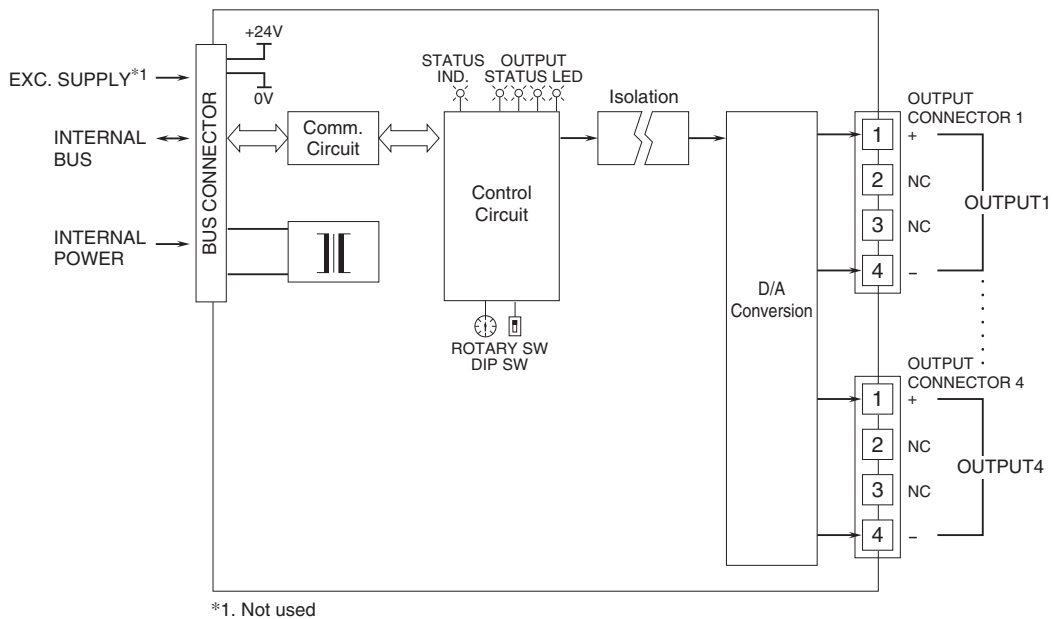 +24V
0V
EXC. SUPPLY*1
INTERNAL
BUS
INTERNAL
POWER
BUS CONNECTOR
Comm.
Circuit
STATUS
IND.
OUTPUT
STATUS LED
Control
Circuit
ROTARY SW
DIP SW
Isolation
D/A
Conversion
OUTPUT
CONNECTOR 1
1 +
2 NC
3 NC
4 –
OUTPUT1
OUTPUT
CONNECTOR 4
1 +
2 NC
3 NC
4 –
OUTPUT4
*1. Not used